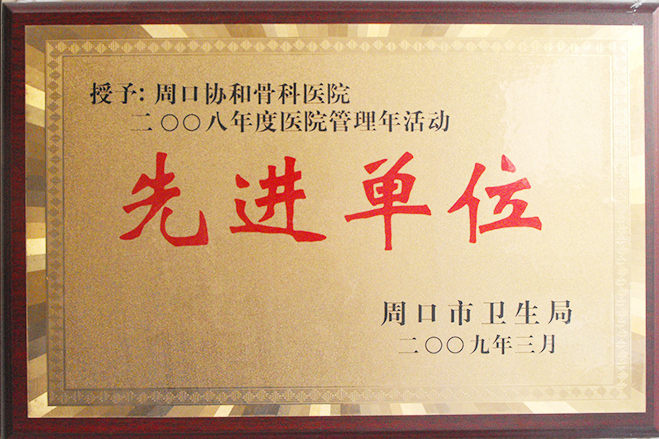 授予：周口协和骨科医院
二〇〇八年度医院管理年活动
先进单位
周口市卫生局
二〇〇九年三月